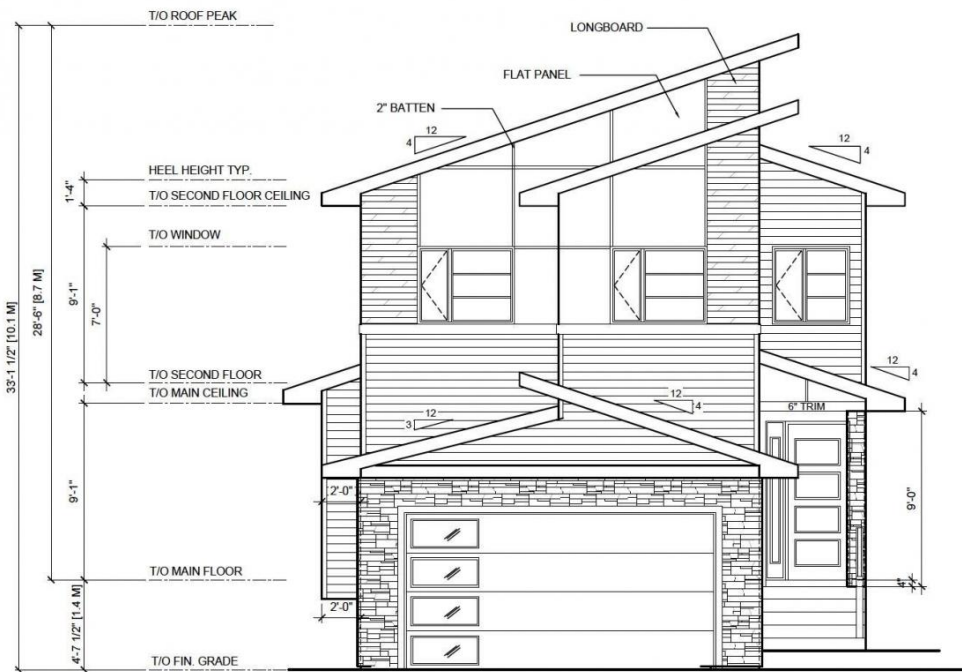 T/O ROOF PEAK
LONGBOARD
FLAT PANEL
2" BATTEN
12
4
12
4
HEEL HEIGHT TYP.
1'-4"
T/O SECOND FLOOR CEILING
T/O WINDOW
33'-1 1/2" [10.1 M]
28'-6" [8.7 M]
9'-1"
7'-0"
T/O SECOND FLOOR
T/O MAIN CEILING
12
4
12
4
6" TRIM
12
3
9'-1"
2'-0"
9'-0"
T/O MAIN FLOOR
4"
2'-0"
4'-7 1/2" [1.4 M]
T/O FIN. GRADE